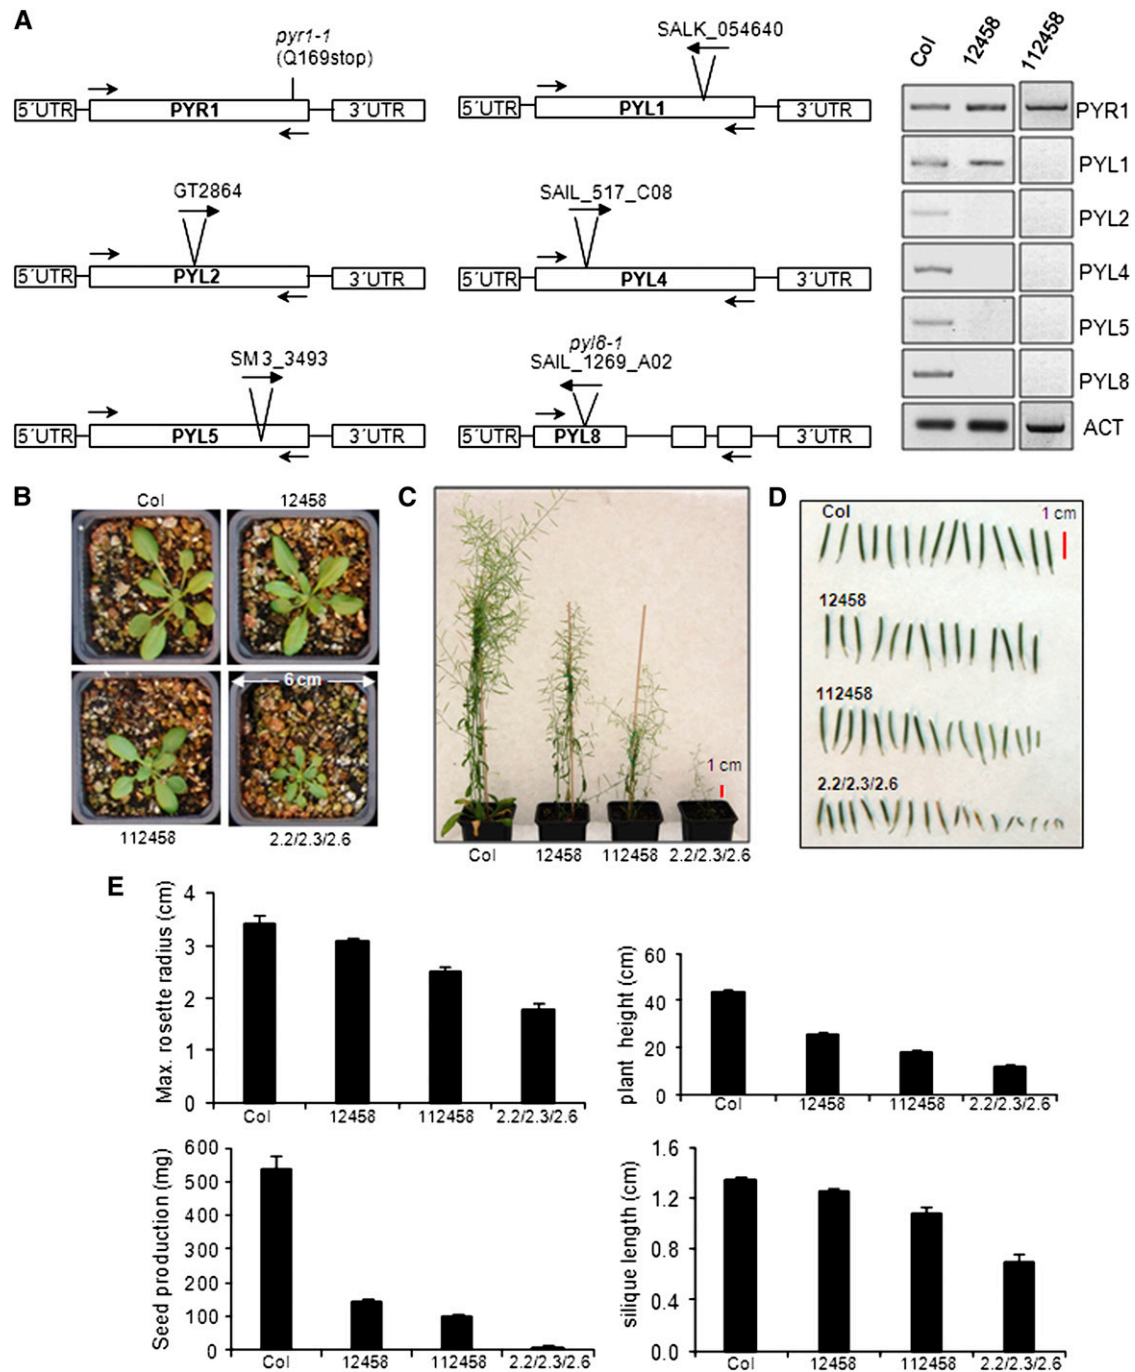 A
pyr1-1
(Q169stop)
5´UTR
PYR1
3´UTR
SALK_054640
5´UTR
PYL1
3´UTR
GT2864
5´UTR
PYL2
3´UTR
SAIL_517_C08
5´UTR
PYL4
3´UTR
SM3_3493
5´UTR
PYL5
3´UTR
pyl8-1
SAIL_1269_A02
5´UTR
PYL8
3´UTR
Col
12458
112458
PYR1
PYL1
PYL2
PYL4
PYL5
PYL8
ACT
B
Col
12458
6 cm
112458
2.2/2.3/2.6
C
1 cm
Col
12458
112458
2.2/2.3/2.6
D
Col
1 cm
12458
112458
2.2/2.3/2.6
E
Max. rosette radius (cm)
4
3
2
1
0
Col
12458
112458
2.2/2.3/2.6
plant height (cm)
60
40
20
0
Col
12458
112458
2.2/2.3/2.6
Seed production (mg)
600
500
400
300
200
100
0
Col
12458
112458
2.2/2.3/2.6
silique length (cm)
1.6
1.2
0.8
0.4
0.0
Col
12458
112458
2.2/2.3/2.6